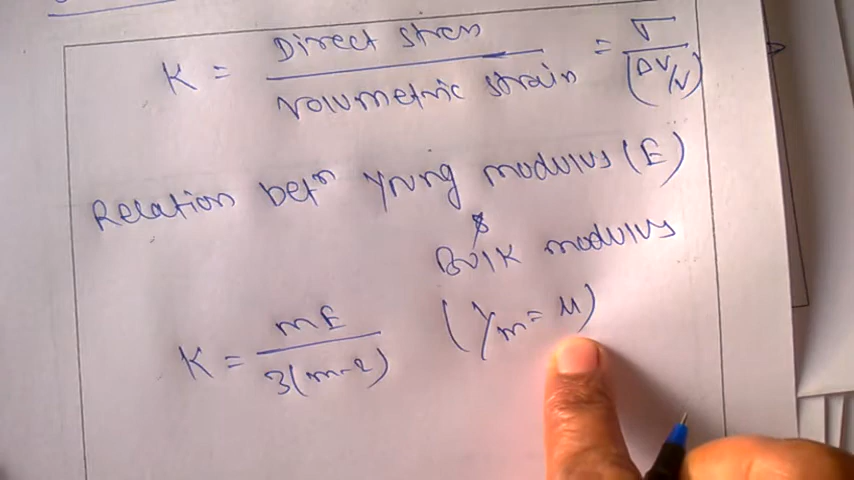 K = Direct stress / Volumetric strain = σ / (ΔV/V)
Relation betn Young modulus (E)
&
Bulk modulus
K = mE / 3(m-2) (1/m = μ)